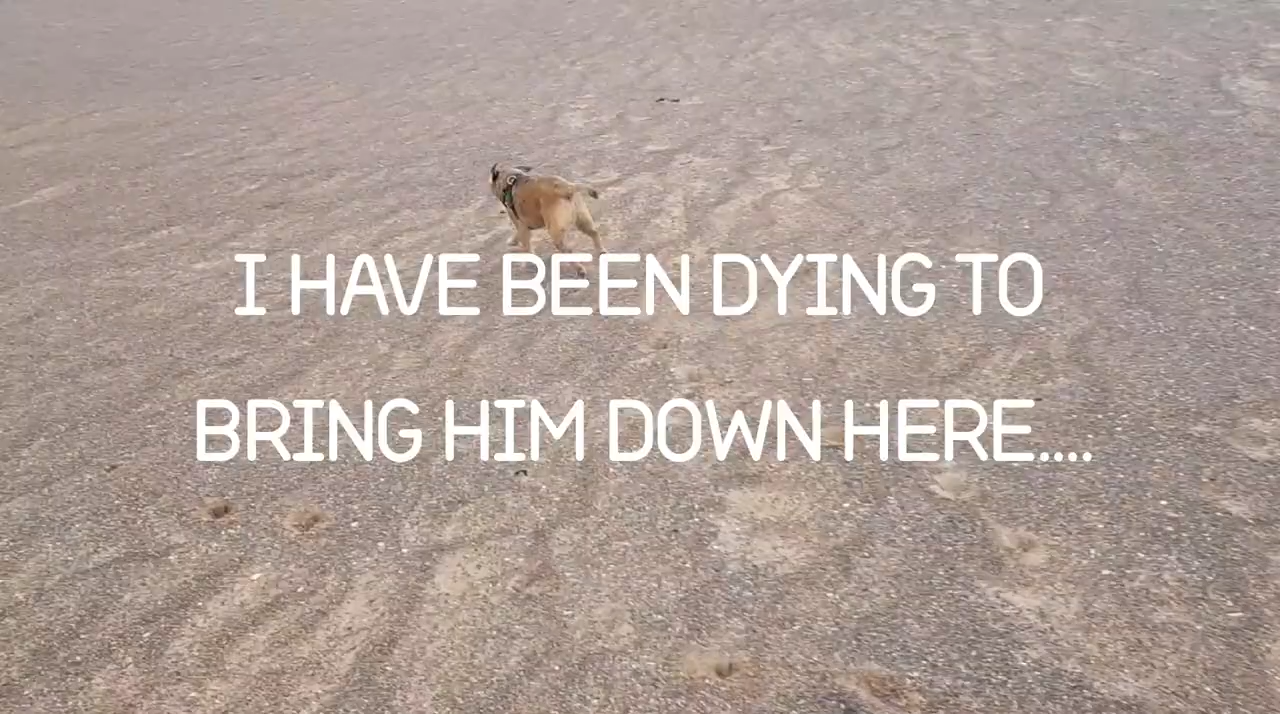 I HAVE BEEN DYING TO
BRING HIM DOWN HERE....